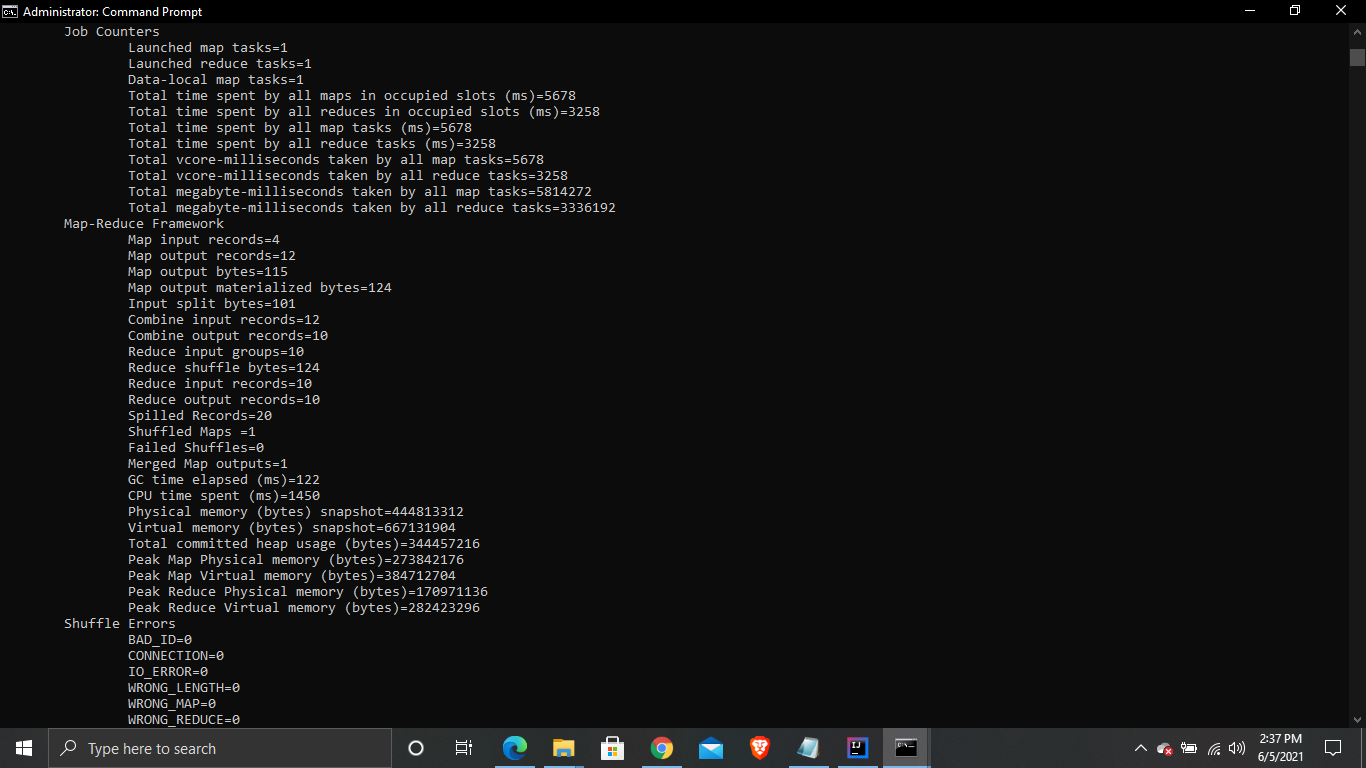 Administrator: Command Prompt
Job Counters
Launched map tasks=1
Launched reduce tasks=1
Data-local map tasks=1
Total time spent by all maps in occupied slots (ms)=5678
Total time spent by all reduces in occupied slots (ms)=3258
Total time spent by all map tasks (ms)=5678
Total time spent by all reduce tasks (ms)=3258
Total vcore-milliseconds taken by all map tasks=5678
Total vcore-milliseconds taken by all reduce tasks=3258
Total megabyte-milliseconds taken by all map tasks=5814272
Total megabyte-milliseconds taken by all reduce tasks=3336192
Map-Reduce Framework
Map input records=4
Map output records=12
Map output bytes=115
Map output materialized bytes=124
Input split bytes=101
Combine input records=12
Combine output records=10
Reduce input groups=10
Reduce shuffle bytes=124
Reduce input records=10
Reduce output records=10
Spilled Records=20
Shuffled Maps =1
Failed Shuffles=0
Merged Map outputs=1
GC time elapsed (ms)=122
CPU time spent (ms)=1450
Physical memory (bytes) snapshot=444813312
Virtual memory (bytes) snapshot=667131904
Total committed heap usage (bytes)=344457216
Peak Map Physical memory (bytes)=273842176
Peak Map Virtual memory (bytes)=384712704
Peak Reduce Physical memory (bytes)=170971136
Peak Reduce Virtual memory (bytes)=282423296
Shuffle Errors
BAD_ID=0
CONNECTION=0
IO_ERROR=0
WRONG_LENGTH=0
WRONG_MAP=0
WRONG_REDUCE=0
Type here to search
2:37 PM
6/5/2021